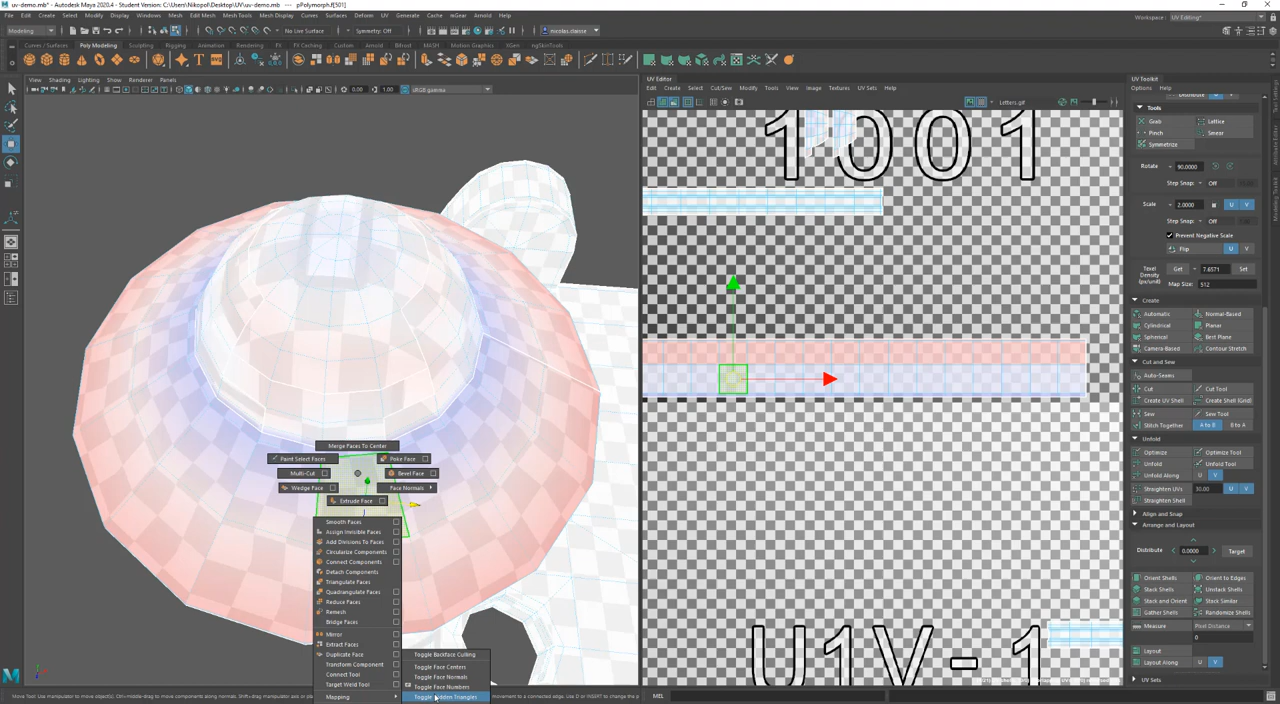 uv-demo.mb* - Autodesk Maya 2020.4 - Student Version: C:\Users\Nikopol\Desktop\UV\uv-demo.mb --- pPolymorph.f[501]
File Edit Create Select Modify Display Windows Mesh Edit Mesh Mesh Tools Mesh Display Curves Surfaces Deform UV Generate Cache Arnold Help
Workspace: UV Editing*
Modeling No Live Surface Symmetry: Off nicolas.clause
Curves / Surfaces Poly Modeling Sculpting Rigging Animation Rendering FX FX Caching Custom Arnold Bifrost MASH Motion Graphics XGen ngSkinTools
View Shading Lighting Show Renderer Panels
0.00 1.00 sRGB gamma
UV Editor
Edit Create Select Cut/Sew Modify Tools View Image Textures UV Sets Help
Letters.gif
1001
U1V-1
Merge Faces To Center
Paint Select Faces
Poke Face
Multi-Cut
Bevel Face
Wedge Face
Face Normals
Extrude Face
Smooth Faces
Assign Invisible Faces
Add Divisions To Faces
Circularize Components
Connect Components
Detach Components
Triangulate Faces
Quadrangulate Faces
Reduce Faces
Remesh
Bridge Faces
Mirror
Extract Faces
Duplicate Face
Transform Component
Connect Tool
Target Weld Tool
Mapping
Toggle Backface Culling
Toggle Face Centers
Toggle Face Normals
Toggle Face Numbers
Toggle Hidden Triangles
UV Toolkit
Options Help
Tools
Grab Lattice
Pinch Smear
Symmetrize
Rotate 90.0000
Step Snap: Off
Scale 2.0000 U V
Step Snap: Off
Prevent Negative Scale
Flip U V
Texel Density (px/unit) Get 7.6571 Set
Map Size: 512
Create
Automatic Normal-Based
Cylindrical Planar
Spherical Best Plane
Camera-Based Contour Stretch
Cut and Sew
Auto-Seams
Cut Cut Tool
Create UV Shell Create Shell (Grid)
Sew Sew Tool
Stitch Together A to B B to A
Unfold
Optimize Optimize Tool
Unfold Unfold Tool
Unfold Along U V
Straighten UVs 30.00 U V
Straighten Shell
Align and Snap
Arrange and Layout
Distribute 0.0000 Target
Orient Shells Orient to Edges
Stack Shells Unstack Shells
Stack and Orient Stack Similar
Gather Shells Randomize Shells
Measure Pixel Distance
0
Layout
Layout Along U V
UV Sets
MEL